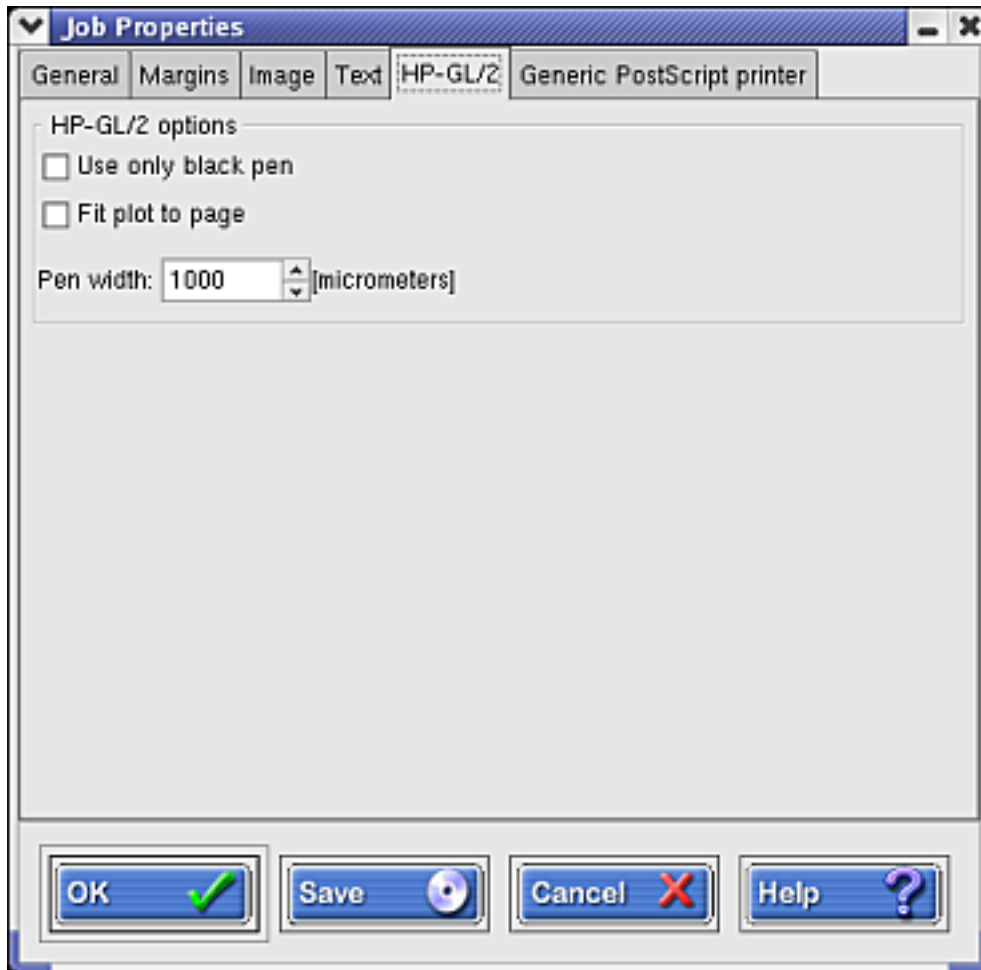 Job Properties
General Margins Image Text HP-GL/2 Generic PostScript printer
HP-GL/2 options
Use only black pen
Fit plot to page
Pen width: 1000 [micrometers]
OK Save Cancel Help